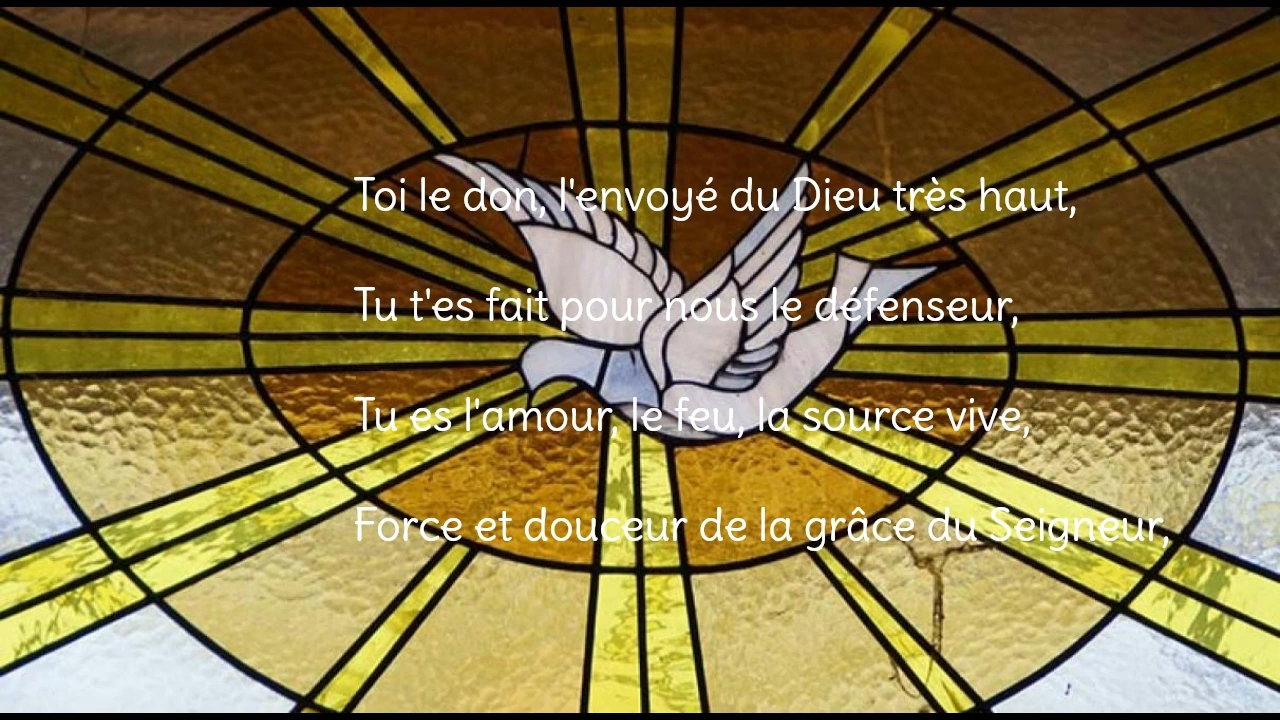 Toi le don, l'envoyé du Dieu très haut,
Tu t'es fait pour nous le défenseur,
Tu es l'amour, le feu, la source vive,
Force et douceur de la grâce du Seigneur,